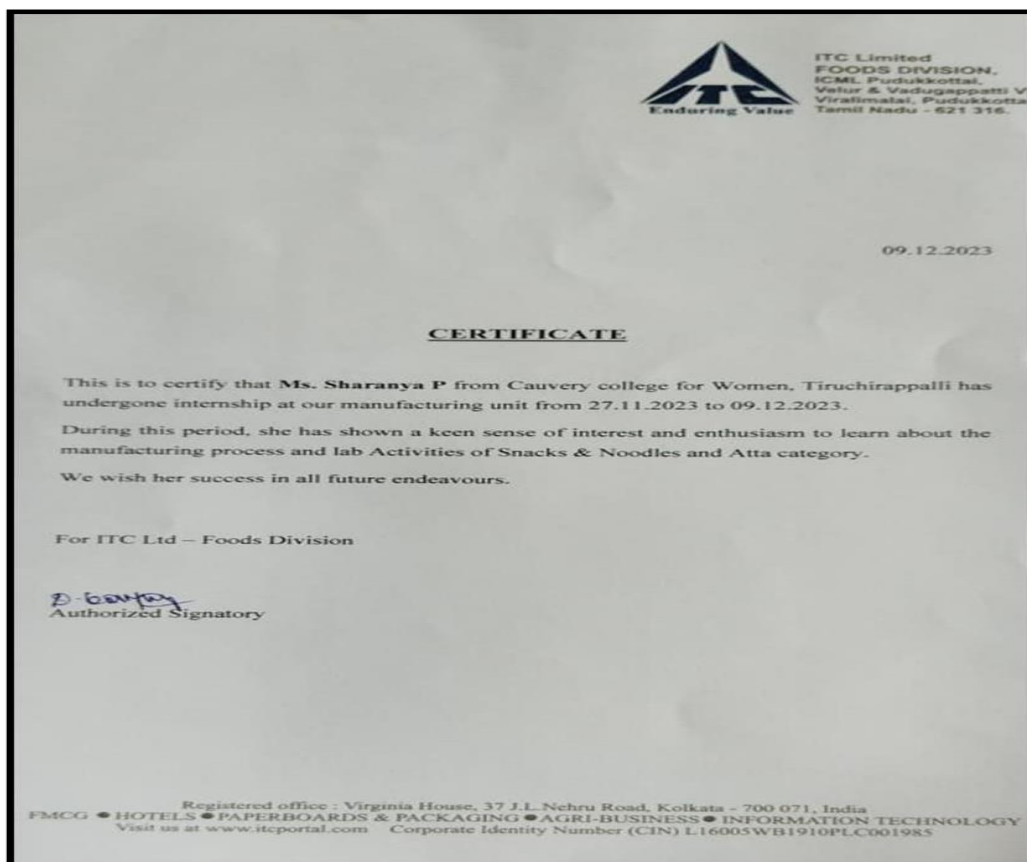 ITC
Enduring Value
ITC Limited
FOODS DIVISION,
ICML Pudukkottai,
Velur & Vadugappatti V
Viralimalai, Pudukkotta
Tamil Nadu - 621 316.
09.12.2023
CERTIFICATE
This is to certify that Ms. Sharanya P from Cauvery college for Women, Tiruchirappalli has
undergone internship at our manufacturing unit from 27.11.2023 to 09.12.2023.
During this period, she has shown a keen sense of interest and enthusiasm to learn about the
manufacturing process and lab Activities of Snacks & Noodles and Atta category.
We wish her success in all future endeavours.
For ITC Ltd – Foods Division
Authorized Signatory
Registered office : Virginia House, 37 J.L.Nehru Road, Kolkata - 700 071, India
FMCG ● HOTELS ● PAPERBOARDS & PACKAGING ● AGRI-BUSINESS ● INFORMATION TECHNOLOGY
Visit us at www.itcportal.com Corporate Identity Number (CIN) L16005WB1910PLC001985